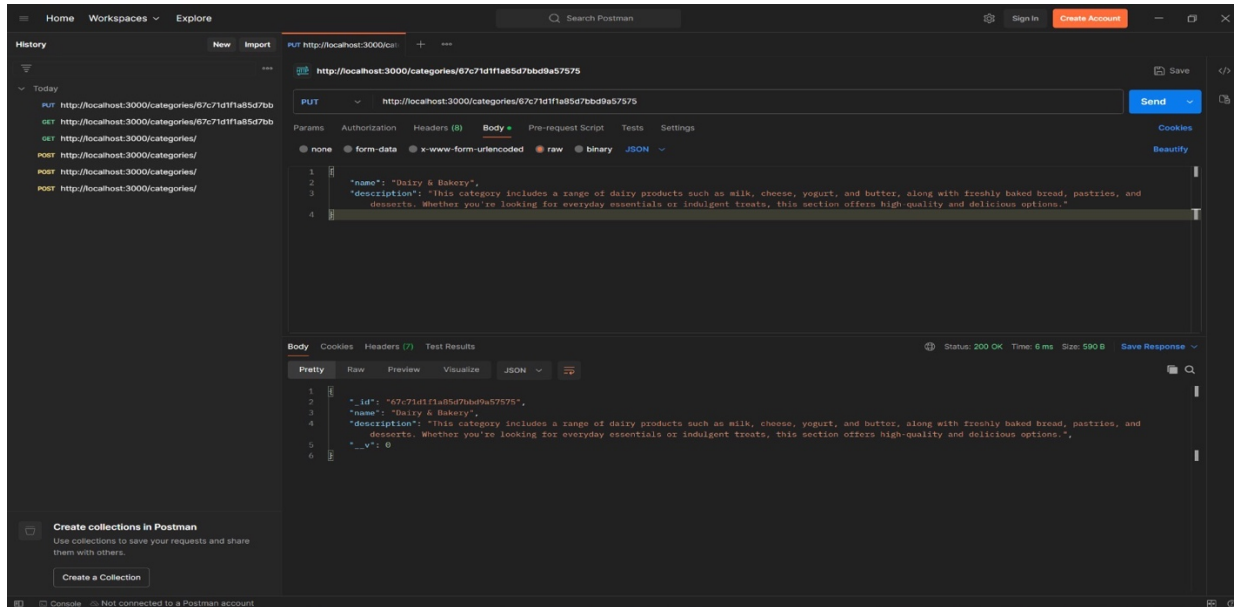 Home Workspaces Explore Search Postman Sign In Create Account
History New Import PUT http://localhost:3000/cat
http://localhost:3000/categories/67c71d1f1a85d7bbd9a57575 Save
Today
PUT http://localhost:3000/categories/67c71d1f1a85d7bb
GET http://localhost:3000/categories/67c71d1f1a85d7bb
GET http://localhost:3000/categories/
POST http://localhost:3000/categories/
POST http://localhost:3000/categories/
POST http://localhost:3000/categories/
PUT http://localhost:3000/categories/67c71d1f1a85d7bbd9a57575 Send
Params Authorization Headers (8) Body Pre-request Script Tests Settings Cookies
none form-data x-www-form-urlencoded raw binary JSON Beautify
1 {
2 "name": "Dairy & Bakery",
3 "description": "This category includes a range of dairy products such as milk, cheese, yogurt, and butter, along with freshly baked bread, pastries, and
desserts. Whether you're looking for everyday essentials or indulgent treats, this section offers high-quality and delicious options."
4 }
Body Cookies Headers (7) Test Results Status: 200 OK Time: 6 ms Size: 590 B Save Response
Pretty Raw Preview Visualize JSON
1 {
2 "_id": "67c71d1f1a85d7bbd9a57575",
3 "name": "Dairy & Bakery",
4 "description": "This category includes a range of dairy products such as milk, cheese, yogurt, and butter, along with freshly baked bread, pastries, and
desserts. Whether you're looking for everyday essentials or indulgent treats, this section offers high-quality and delicious options.",
5 "__v": 0
6 }
Create collections in Postman
Use collections to save your requests and share
them with others.
Create a Collection
Console Not connected to a Postman account